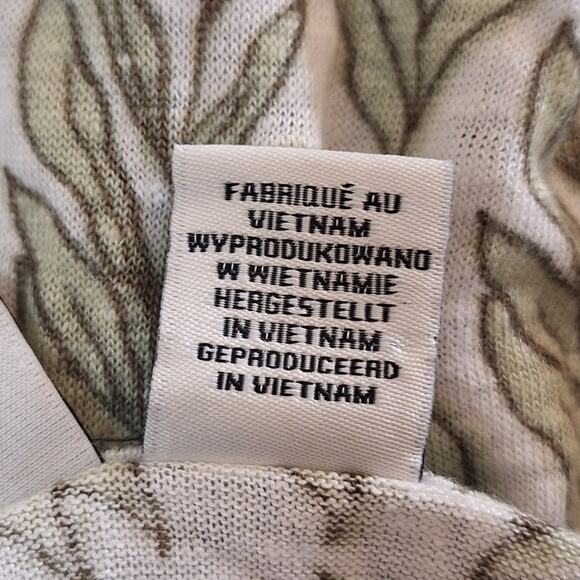 FABRIQUÉ AU
VIETNAM
WYPRODUKOWANO
W WIETNAMIE
HERGESTELLT
IN VIETNAM
GEPRODUCEERD
IN VIETNAM